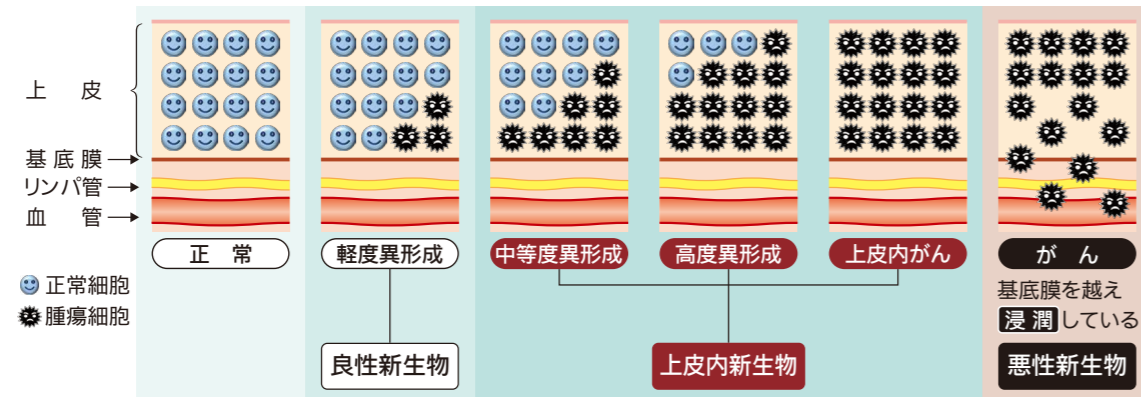 上皮
基底膜
リンパ管
血管
正常
軽度異形成
中等度異形成
高度異形成
上皮内がん
がん
正常細胞
腫瘍細胞
基底膜を越え
浸潤している
良性新生物
上皮内新生物
悪性新生物